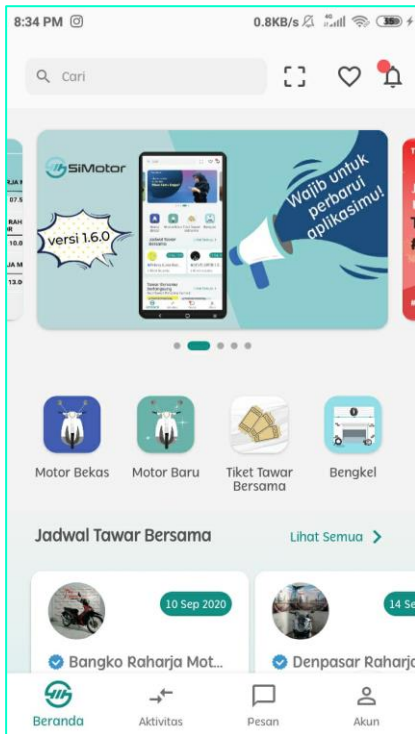 8:34 PM
0.8KB/s
4G
Cari
SiMotor
versi 1.6.0
Wajib untuk
perbarui
aplikasimu!
Motor Bekas
Motor Baru
Tiket Tawar
Bersama
Bengkel
Jadwal Tawar Bersama
Lihat Semua
10 Sep 2020
14 Se
Bangko Raharja Mot...
Denpasar Raharja
Beranda
Aktivitas
Pesan
Akun